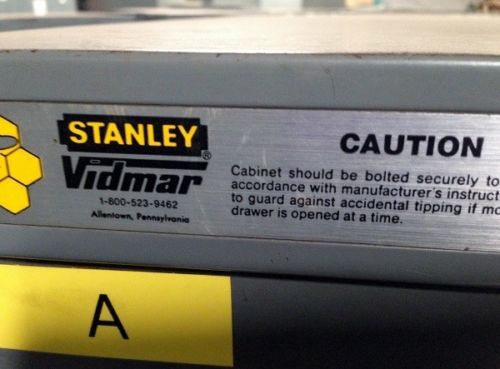 STANLEY
Vidmar
®
1-800-523-9462
Allentown, Pennsylvania
CAUTION
Cabinet should be bolted securely to
accordance with manufacturer's instruct
to guard against accidental tipping if mo
drawer is opened at a time.
A